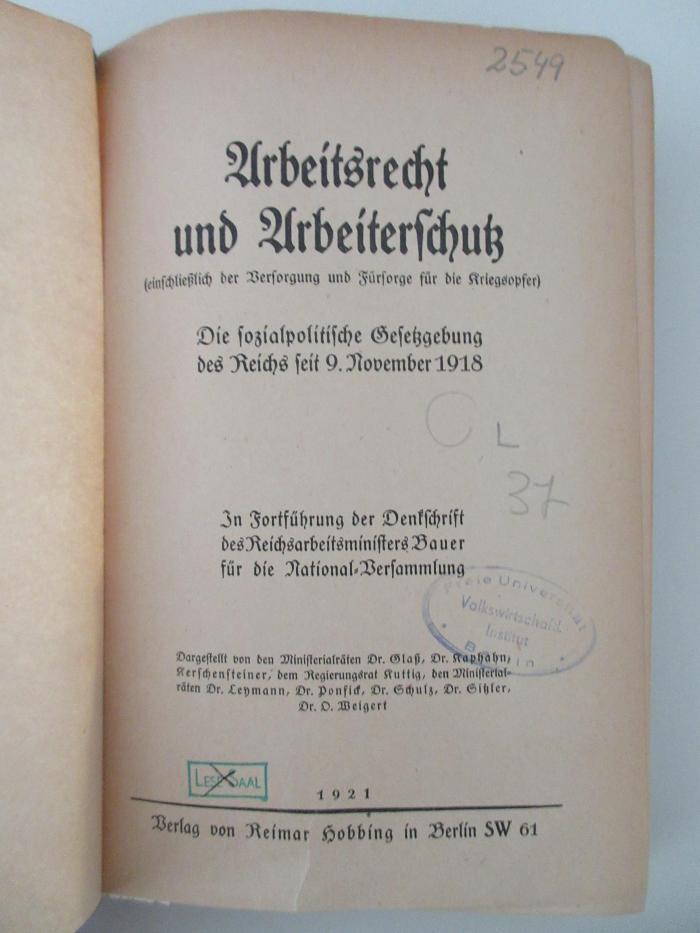 2549
Arbeitsrecht
und Arbeiterschutz
(einschließlich der Versorgung und Fürsorge für die Kriegsopfer)
Die sozialpolitische Gesetzgebung
des Reichs seit 9. November 1918
L
37
In Fortführung der Denkschrift
des Reichsarbeitsministers Bauer
für die National-Versammlung
Freie Universität
Volkswirtschaftl.
Institut
Berlin
Dargestellt von den Ministerialräten Dr. Glaß, Dr. Kaphahn,
Kerschensteiner, dem Regierungsrat Kuttig, den Ministerial-
räten Dr. Leymann, Dr. Ponfick, Dr. Schulz, Dr. Sitzler,
Dr. O. Weigert
LESESAAL
1921
Verlag von Reimar Hobbing in Berlin SW 61